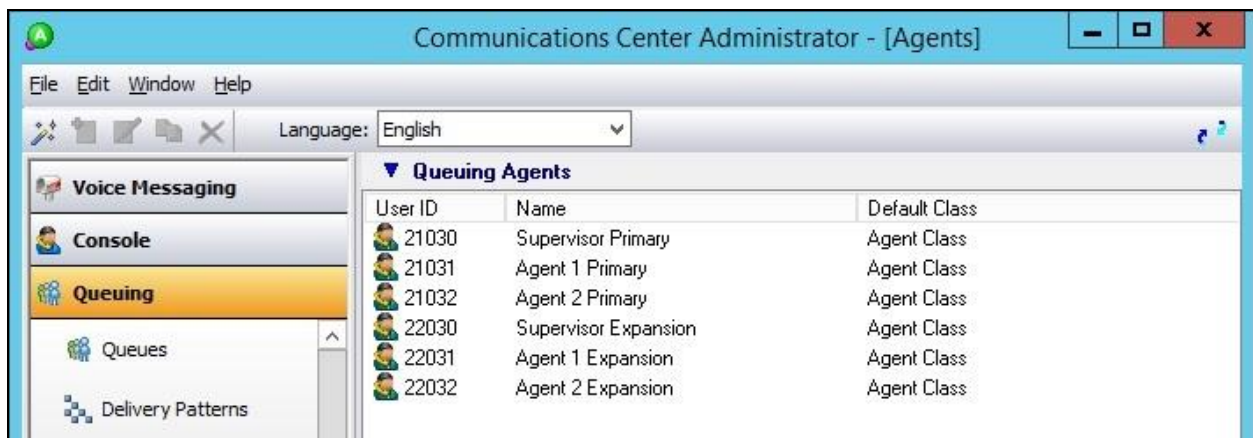 Communications Center Administrator - [Agents]
File Edit Window Help
Language: English
Voice Messaging
Console
Queuing
Queues
Delivery Patterns
Queuing Agents
User ID Name Default Class
21030 Supervisor Primary Agent Class
21031 Agent 1 Primary Agent Class
21032 Agent 2 Primary Agent Class
22030 Supervisor Expansion Agent Class
22031 Agent 1 Expansion Agent Class
22032 Agent 2 Expansion Agent Class